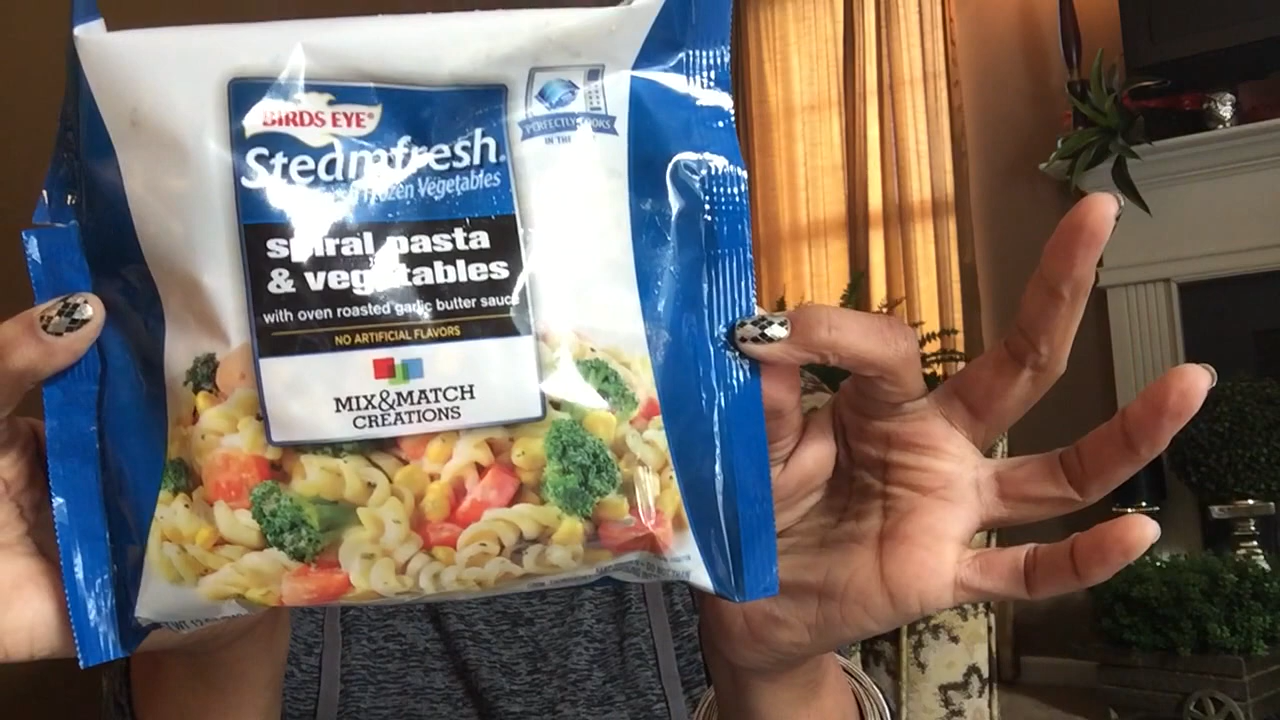 BIRDS EYE®
Steamfresh®
Frozen Vegetables
PERFECTLY COOKS
IN THE
spiral pasta
& vegetables
with oven roasted garlic butter sauce
NO ARTIFICIAL FLAVORS
MIX&MATCH
CREATIONS